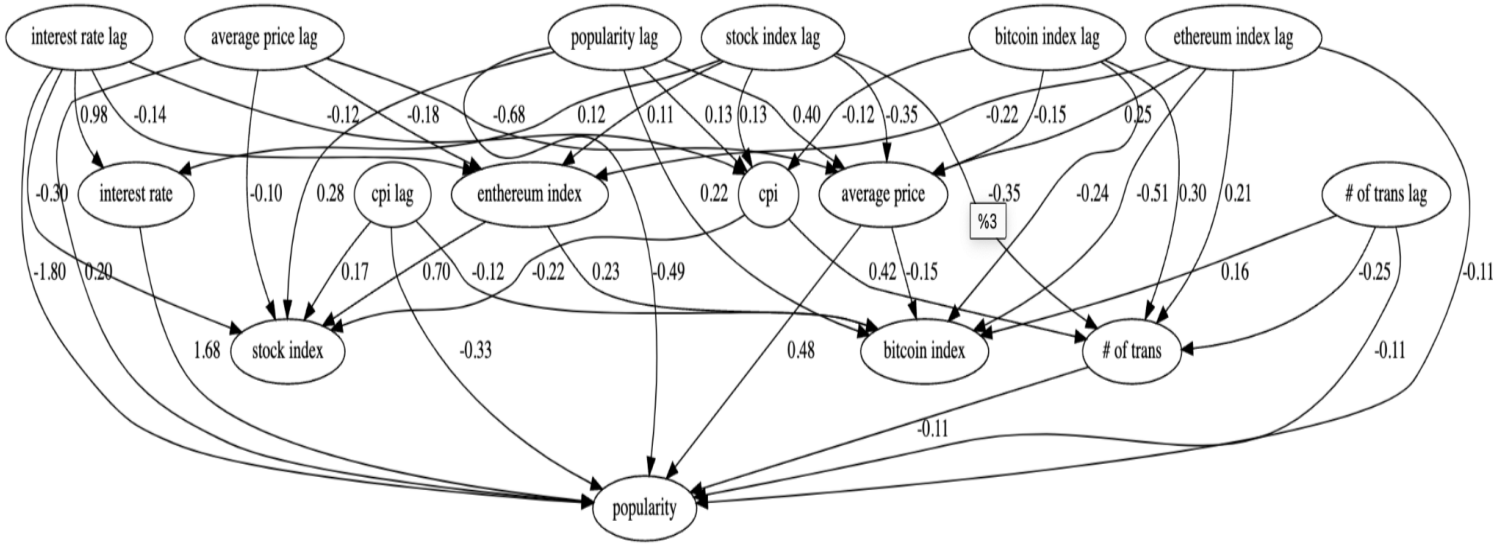 interest rate lag average price lag popularity lag stock index lag bitcoin index lag ethereum index lag
0.98 -0.14 -0.12 -0.18 -0.68 0.12 0.11 0.13 0.13 0.40 -0.12 -0.35 -0.22 -0.15 0.25
-0.30 interest rate -0.10 0.28 cpi lag enthereum index 0.22 cpi average price -0.35 -0.24 -0.51 0.30 0.21 # of trans lag
%3
-1.80 0.20 0.17 0.70 -0.12 -0.22 0.23 -0.49 0.42 -0.15 0.16 -0.25 -0.11
1.68 stock index -0.33 0.48 bitcoin index # of trans -0.11
-0.11
popularity